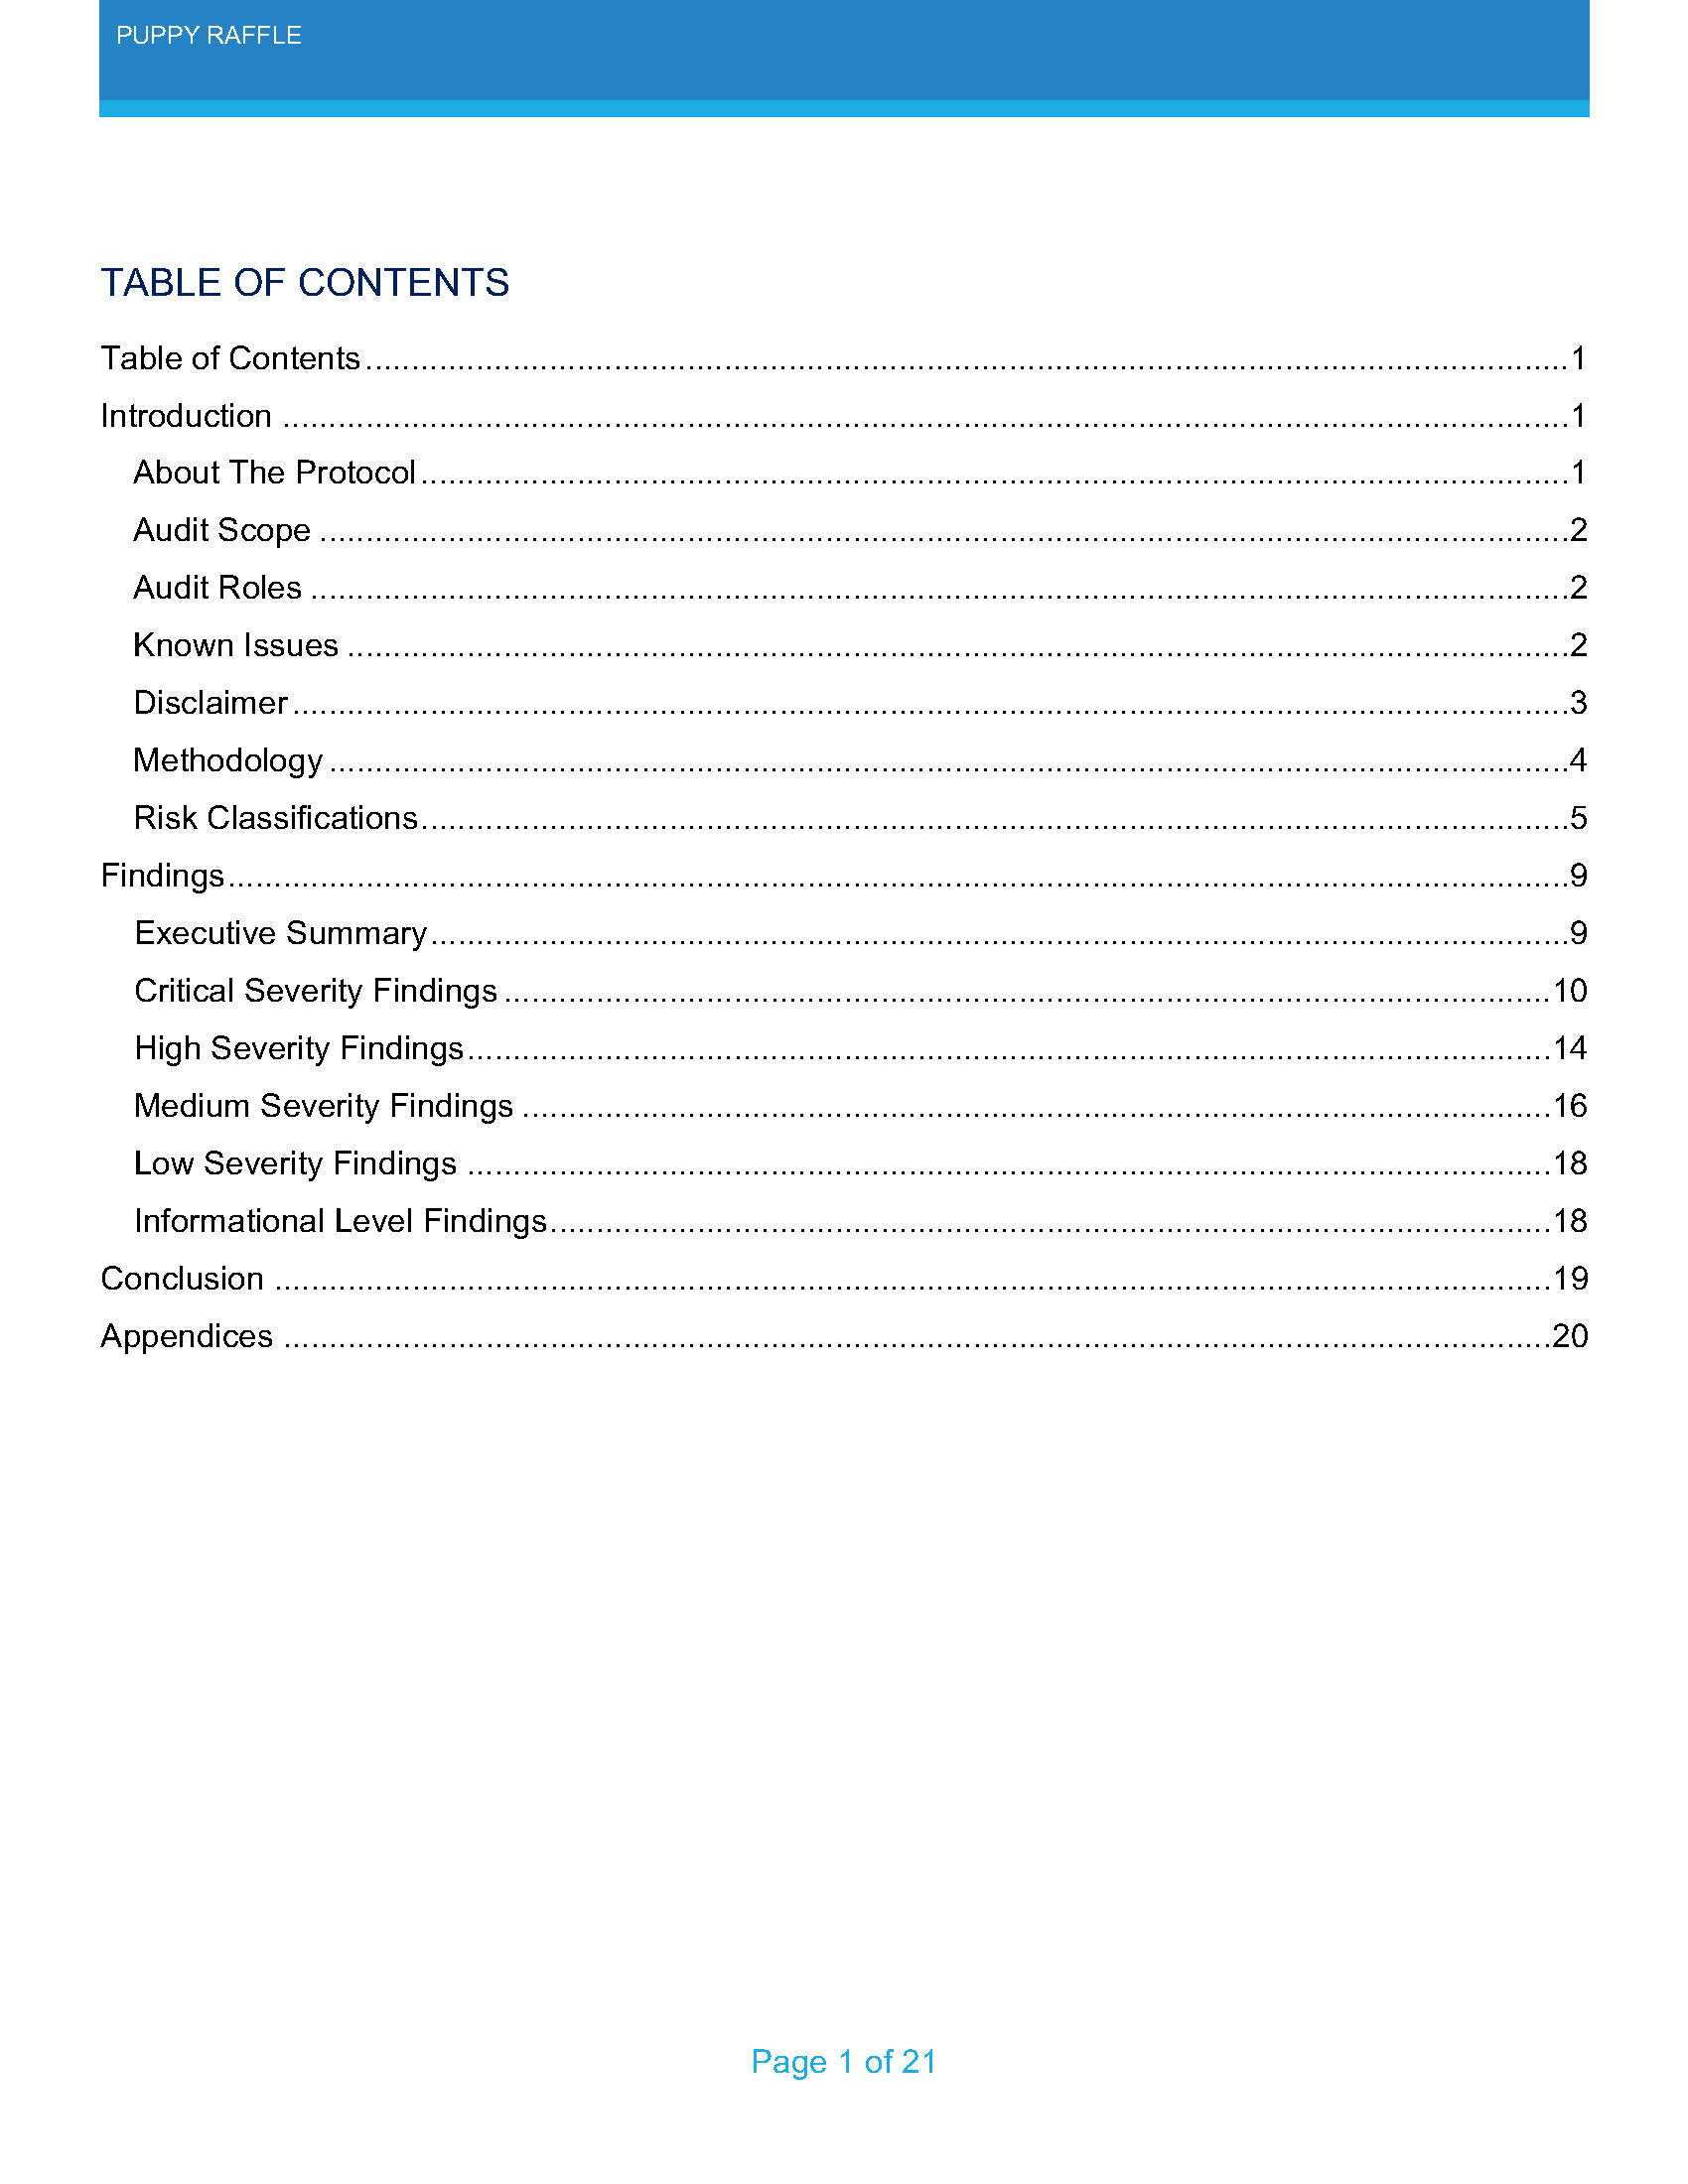 PUPPY RAFFLE
TABLE OF CONTENTS
Table of Contents....................................................1
Introduction ....................................................1
About The Protocol....................................................1
Audit Scope ....................................................2
Audit Roles ....................................................2
Known Issues ....................................................2
Disclaimer....................................................3
Methodology....................................................4
Risk Classifications....................................................5
Findings....................................................9
Executive Summary....................................................9
Critical Severity Findings ....................................................10
High Severity Findings....................................................14
Medium Severity Findings ....................................................16
Low Severity Findings ....................................................18
Informational Level Findings....................................................18
Conclusion ....................................................19
Appendices ....................................................20
Page 1 of 21